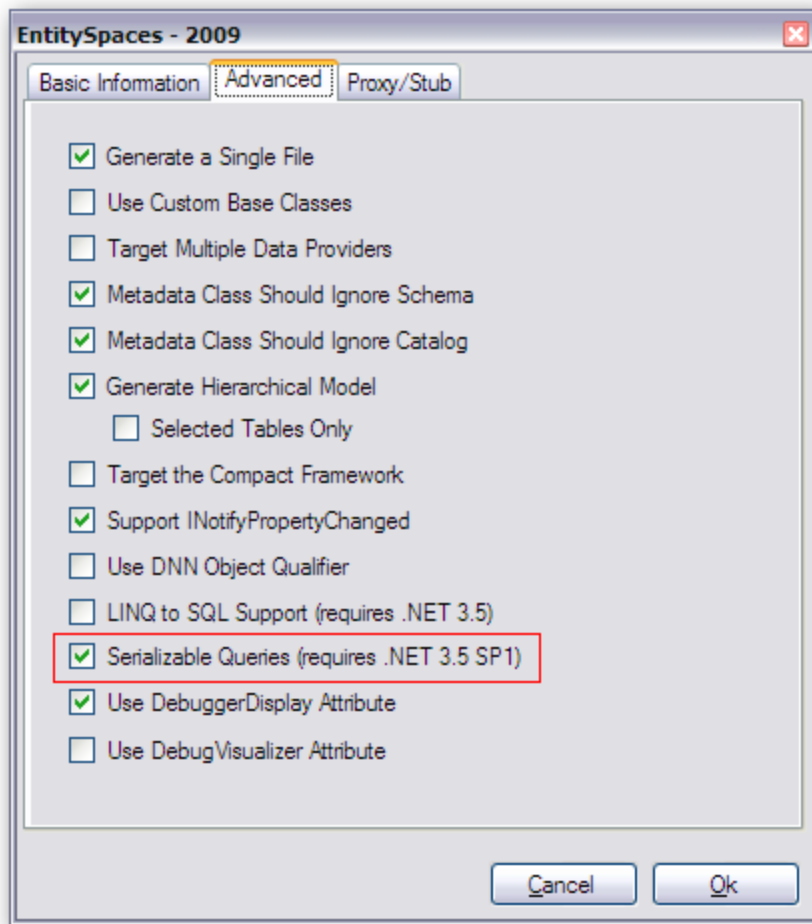 EntitySpaces - 2009
Basic Information Advanced Proxy/Stub
Generate a Single File
Use Custom Base Classes
Target Multiple Data Providers
Metadata Class Should Ignore Schema
Metadata Class Should Ignore Catalog
Generate Hierarchical Model
Selected Tables Only
Target the Compact Framework
Support INotifyPropertyChanged
Use DNN Object Qualifier
LINQ to SQL Support (requires .NET 3.5)
Serializable Queries (requires .NET 3.5 SP1)
Use DebuggerDisplay Attribute
Use DebugVisualizer Attribute
Cancel Ok